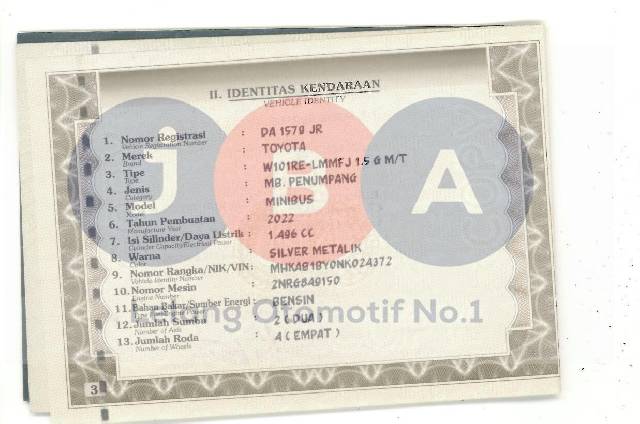 II. IDENTITAS KENDARAAN
VEHICLE IDENTITY
1. Nomor Registrasi : DA 1579 JR
Vehicle Registration Number
2. Merek : TOYOTA
Brand
3. Tipe : W101RE-LMMFJ 1.5 G M/T
Type
4. Jenis : MB. PENUMPANG
Category
5. Model : MINIBUS
Model
6. Tahun Pembuatan : 2022
Manufacture Year
7. Isi Silinder/Daya Listrik : 1.496 CC
Cylinder Capacity/Electrical Power
8. Warna : SILVER METALIK
Color
9. Nomor Rangka/NIK/VIN : MHKAB1BY0NK024372
Vehicle Identity Number
10. Nomor Mesin : 2NRG849150
Engine Number
11. Bahan Bakar/Sumber Energi : BENSIN
12. Jumlah Sumbu : 2 (DUA)
Number of Axle
13. Jumlah Roda : 4 (EMPAT)
Number of Wheels
3
JBA
Lelang Otomotif No.1